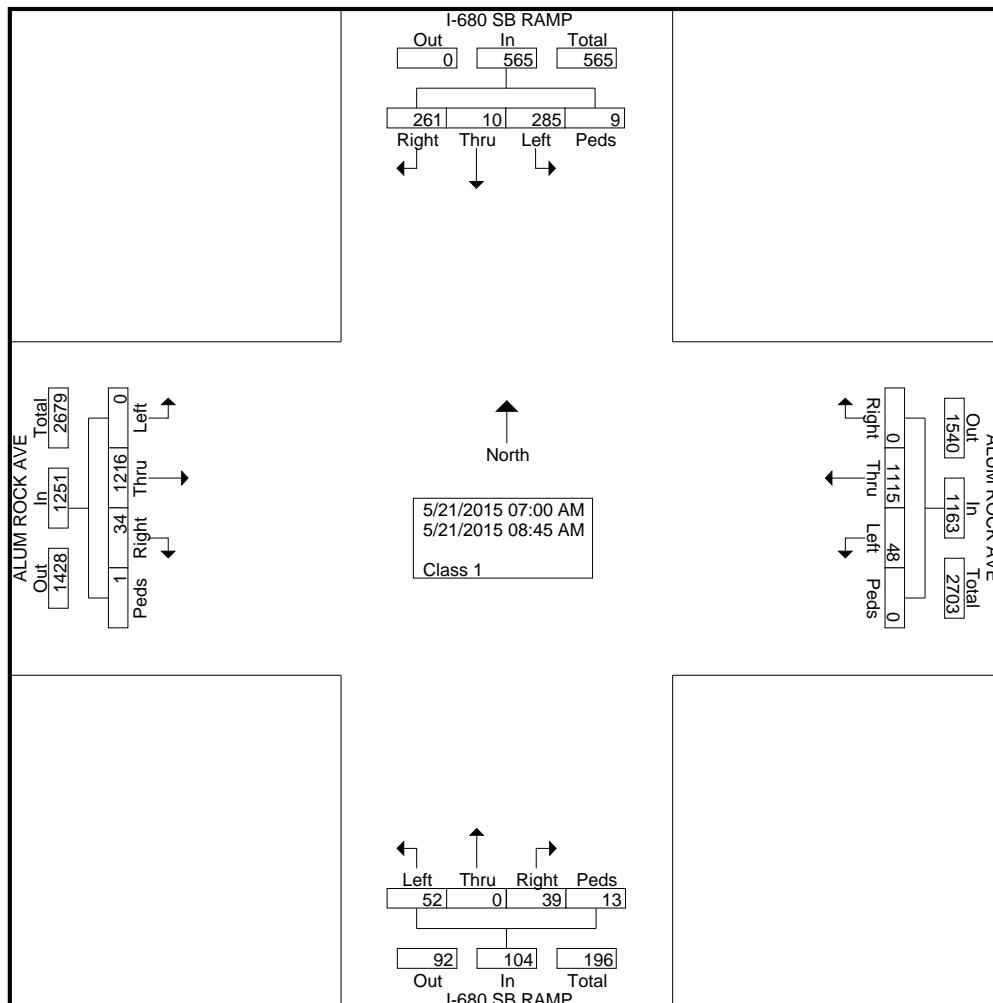 I-680 SB RAMP
Out In Total
0 565 565
261 10 285 9
Right Thru Left Peds
ALUM ROCK AVE
Total In Out
2679 1251 1428
0 1216 34 1
Left Thru Right Peds
North
5/21/2015 07:00 AM
5/21/2015 08:45 AM
Class 1
Right Thru Left Peds
0 1115 48 0
1540 1163 2703
Out In Total
ALUM ROCK AVE
Left Thru Right Peds
52 0 39 13
92 104 196
Out In Total
I-680 SB RAMP